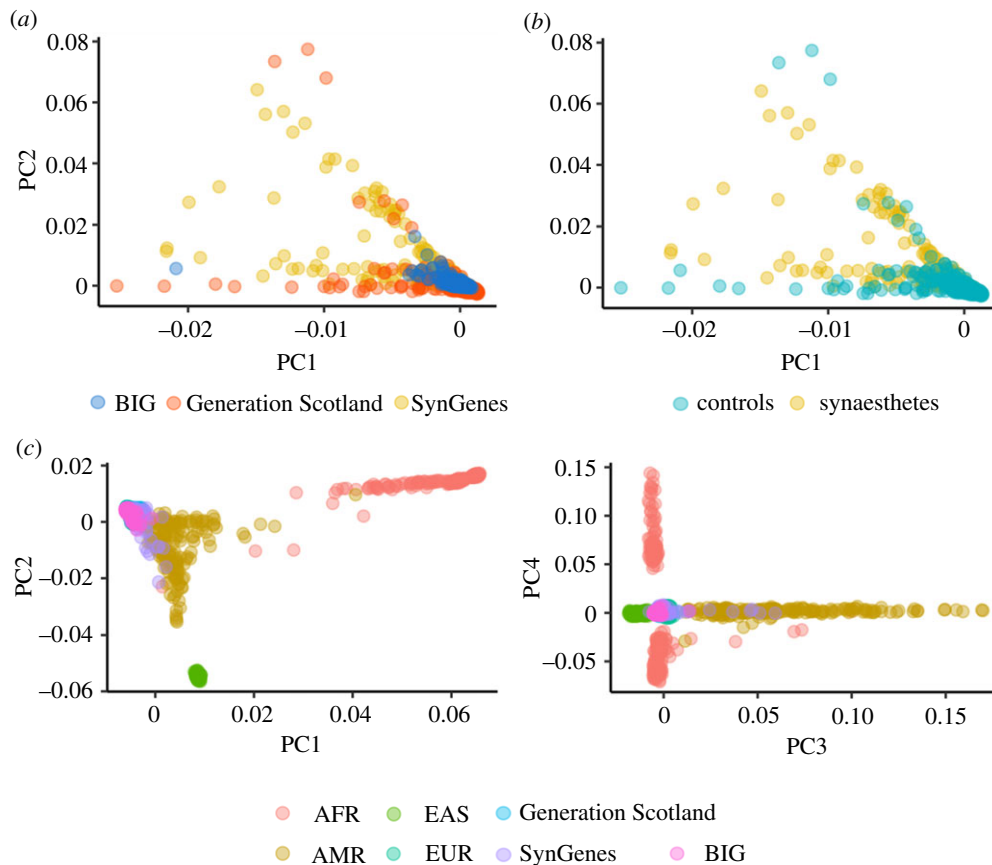 (a)
0.08
0.06
0.04
0.02
0
PC2
−0.02 −0.01 0
PC1
BIG Generation Scotland SynGenes
(b)
0.08
0.06
0.04
0.02
0
−0.02 −0.01 0
PC1
controls synaesthetes
(c)
0.02
0
−0.02
−0.04
−0.06
PC2
0 0.02 0.04 0.06
PC1
0.15
0.10
0.05
0
−0.05
PC4
0 0.05 0.10 0.15
PC3
AFR EAS Generation Scotland
AMR EUR SynGenes BIG